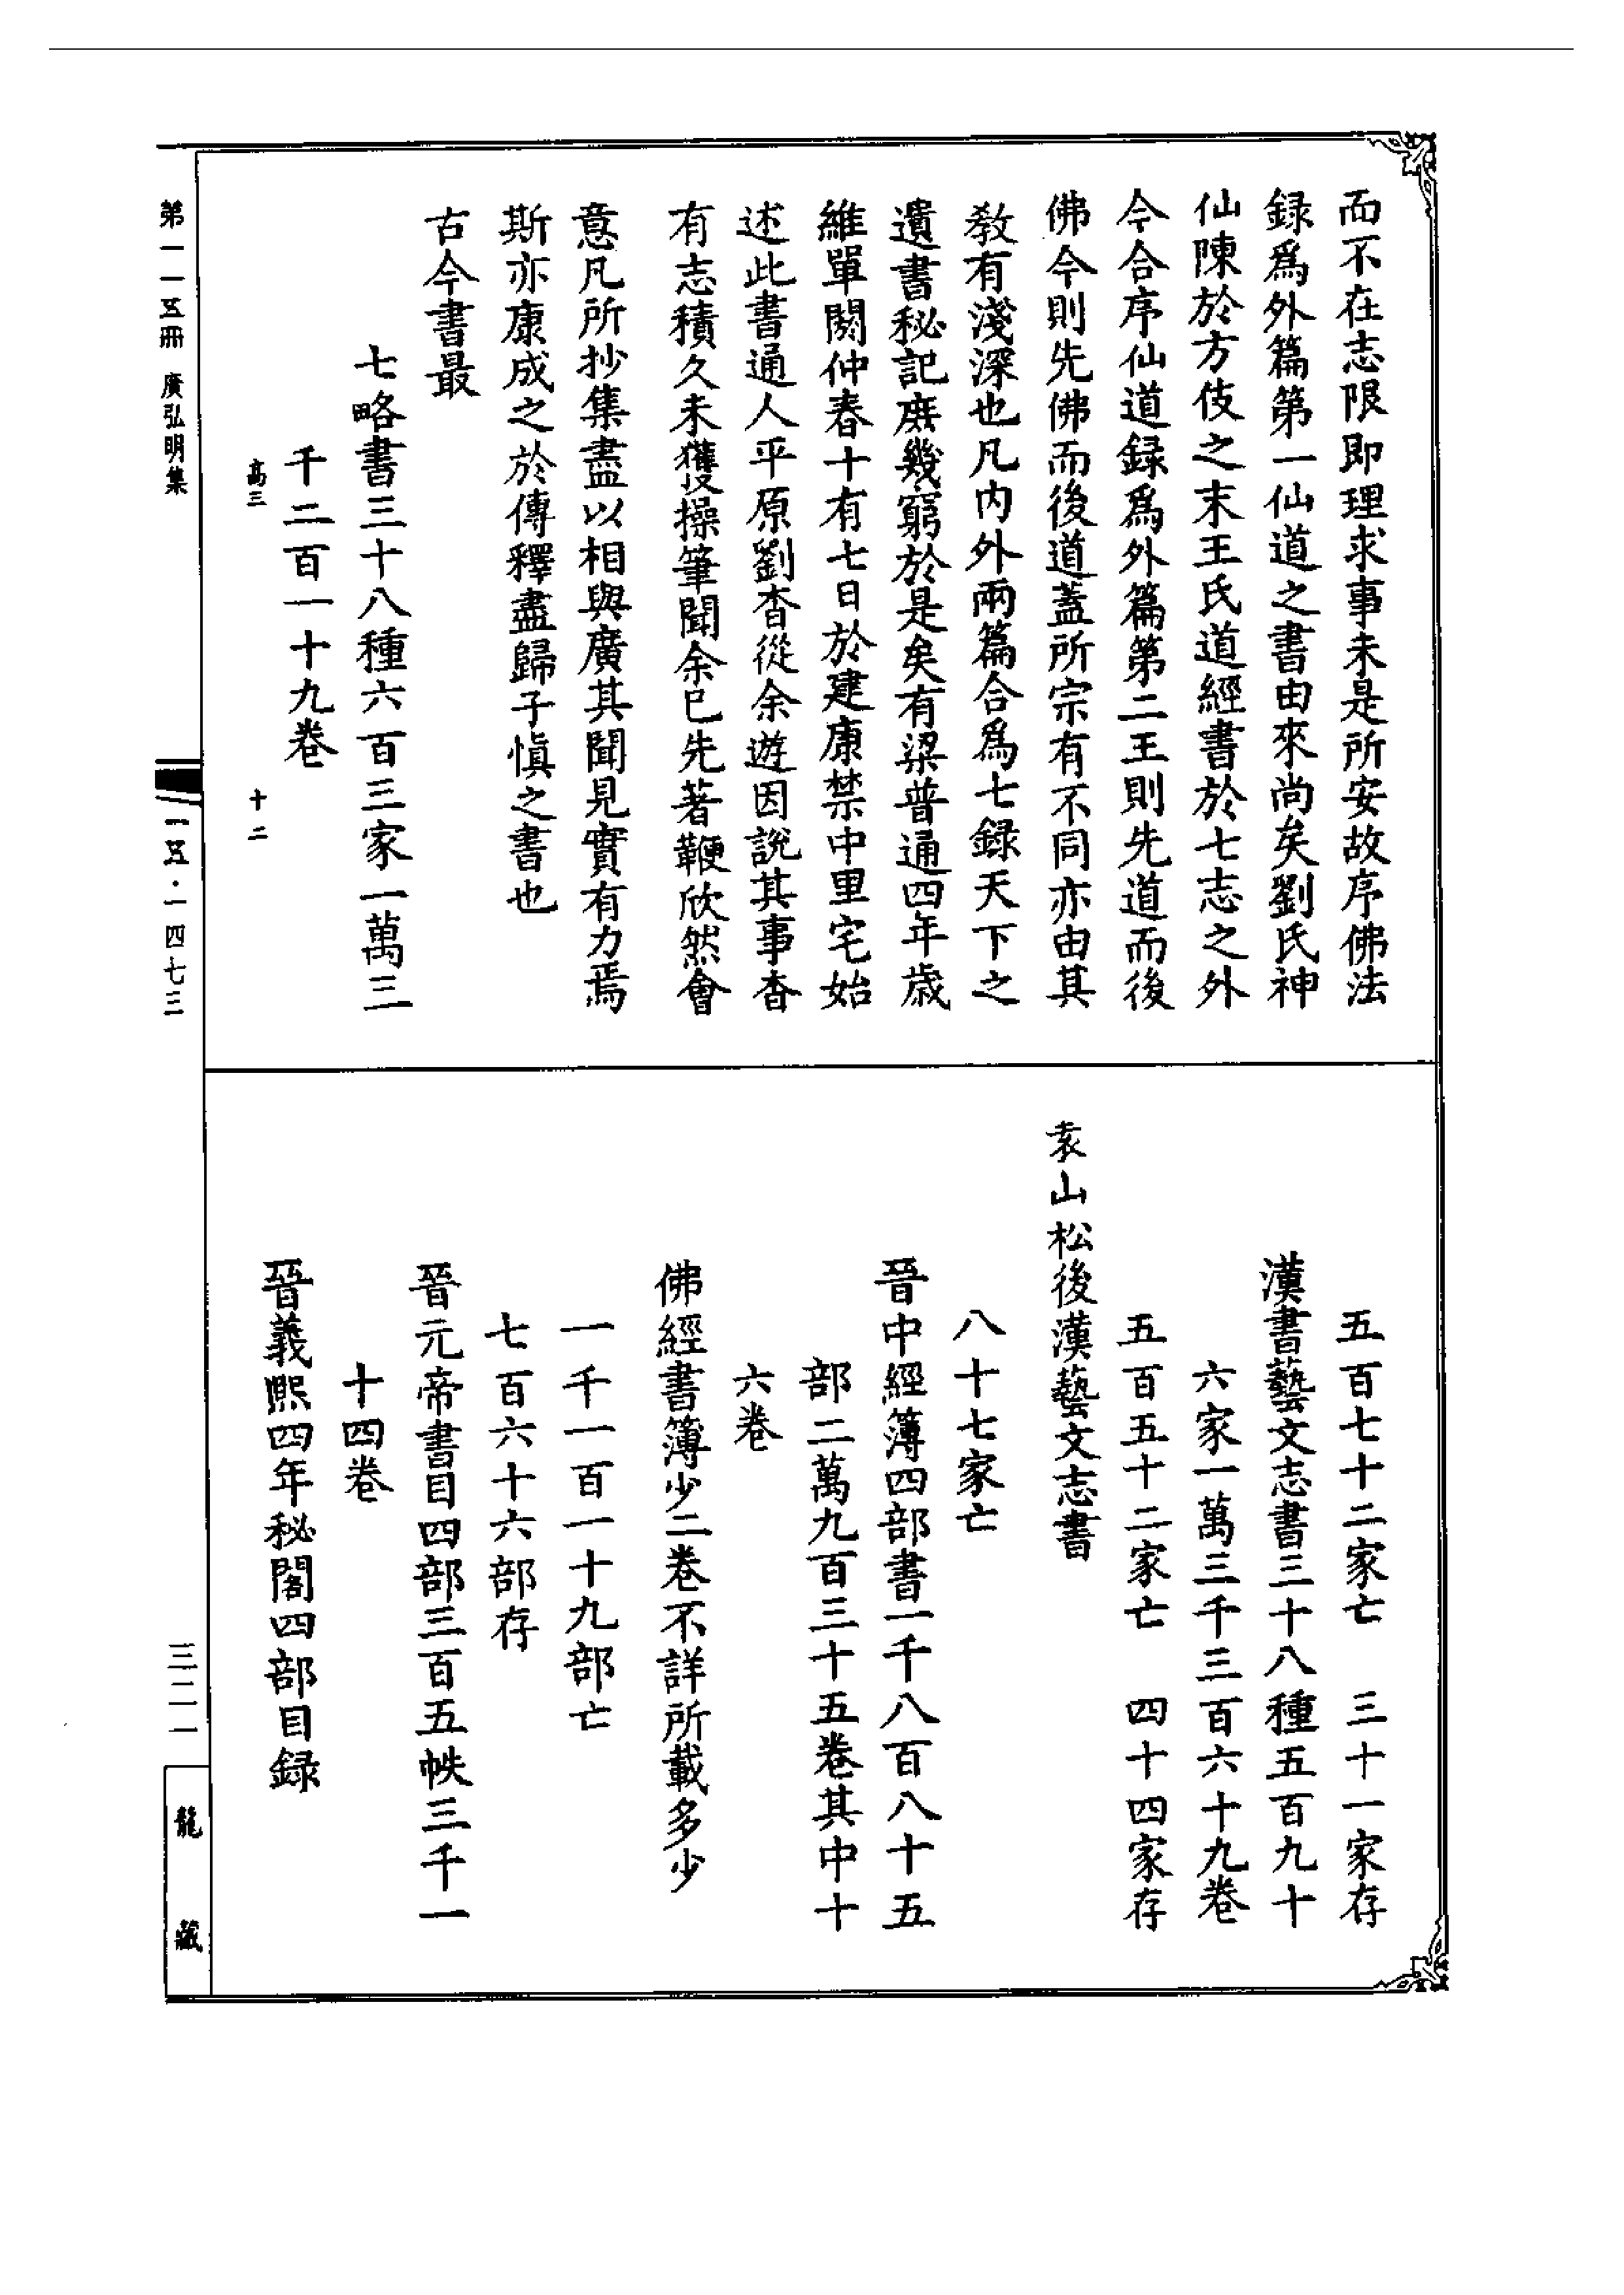 而不在志限即理求事未是所安故序佛法
録爲外篇第一仙道之書由來尚矣劉氏神
仙陳於方伎之末王氏道經書於七志之外
今合序仙道録爲外篇第二王則先道而後
佛今則先佛而後道蓋所宗有不同亦由其
教有淺深也凡内外兩篇合爲七録天下之
遺書秘記庶幾窮於是矣有梁普通四年歲
維單閼仲春十有七日於建康禁中里宅始
述此書通人平原劉杳從余遊因說其事杳
有志積久未獲操筆聞余已先著鞭欣然會
意凡所抄集盡以相與廣其聞見實有力焉
斯亦康成之於傳釋盡歸子慎之書也
古今書最
七略書三十八種六百三家一萬三
千二百一十九卷
高三
十二
五百七十二家亡 三十一家存
漢書藝文志書三十八種五百九十
六家一萬三千三百六十九卷
五百五十二家亡 四十四家存
袁山松後漢藝文志書
八十七家亡
晉中經簿四部書一千八百八十五
部二萬九百三十五卷其中十
六卷
佛經書簿少二卷不詳所載多少
一千一百一十九部亡
七百六十六部存
晉元帝書目四部三百五帙三千一
十四卷
晉義熙四年秘閣四部目録
第一一五冊 廣弘明集
一一五·一四七三
三二一
龍藏